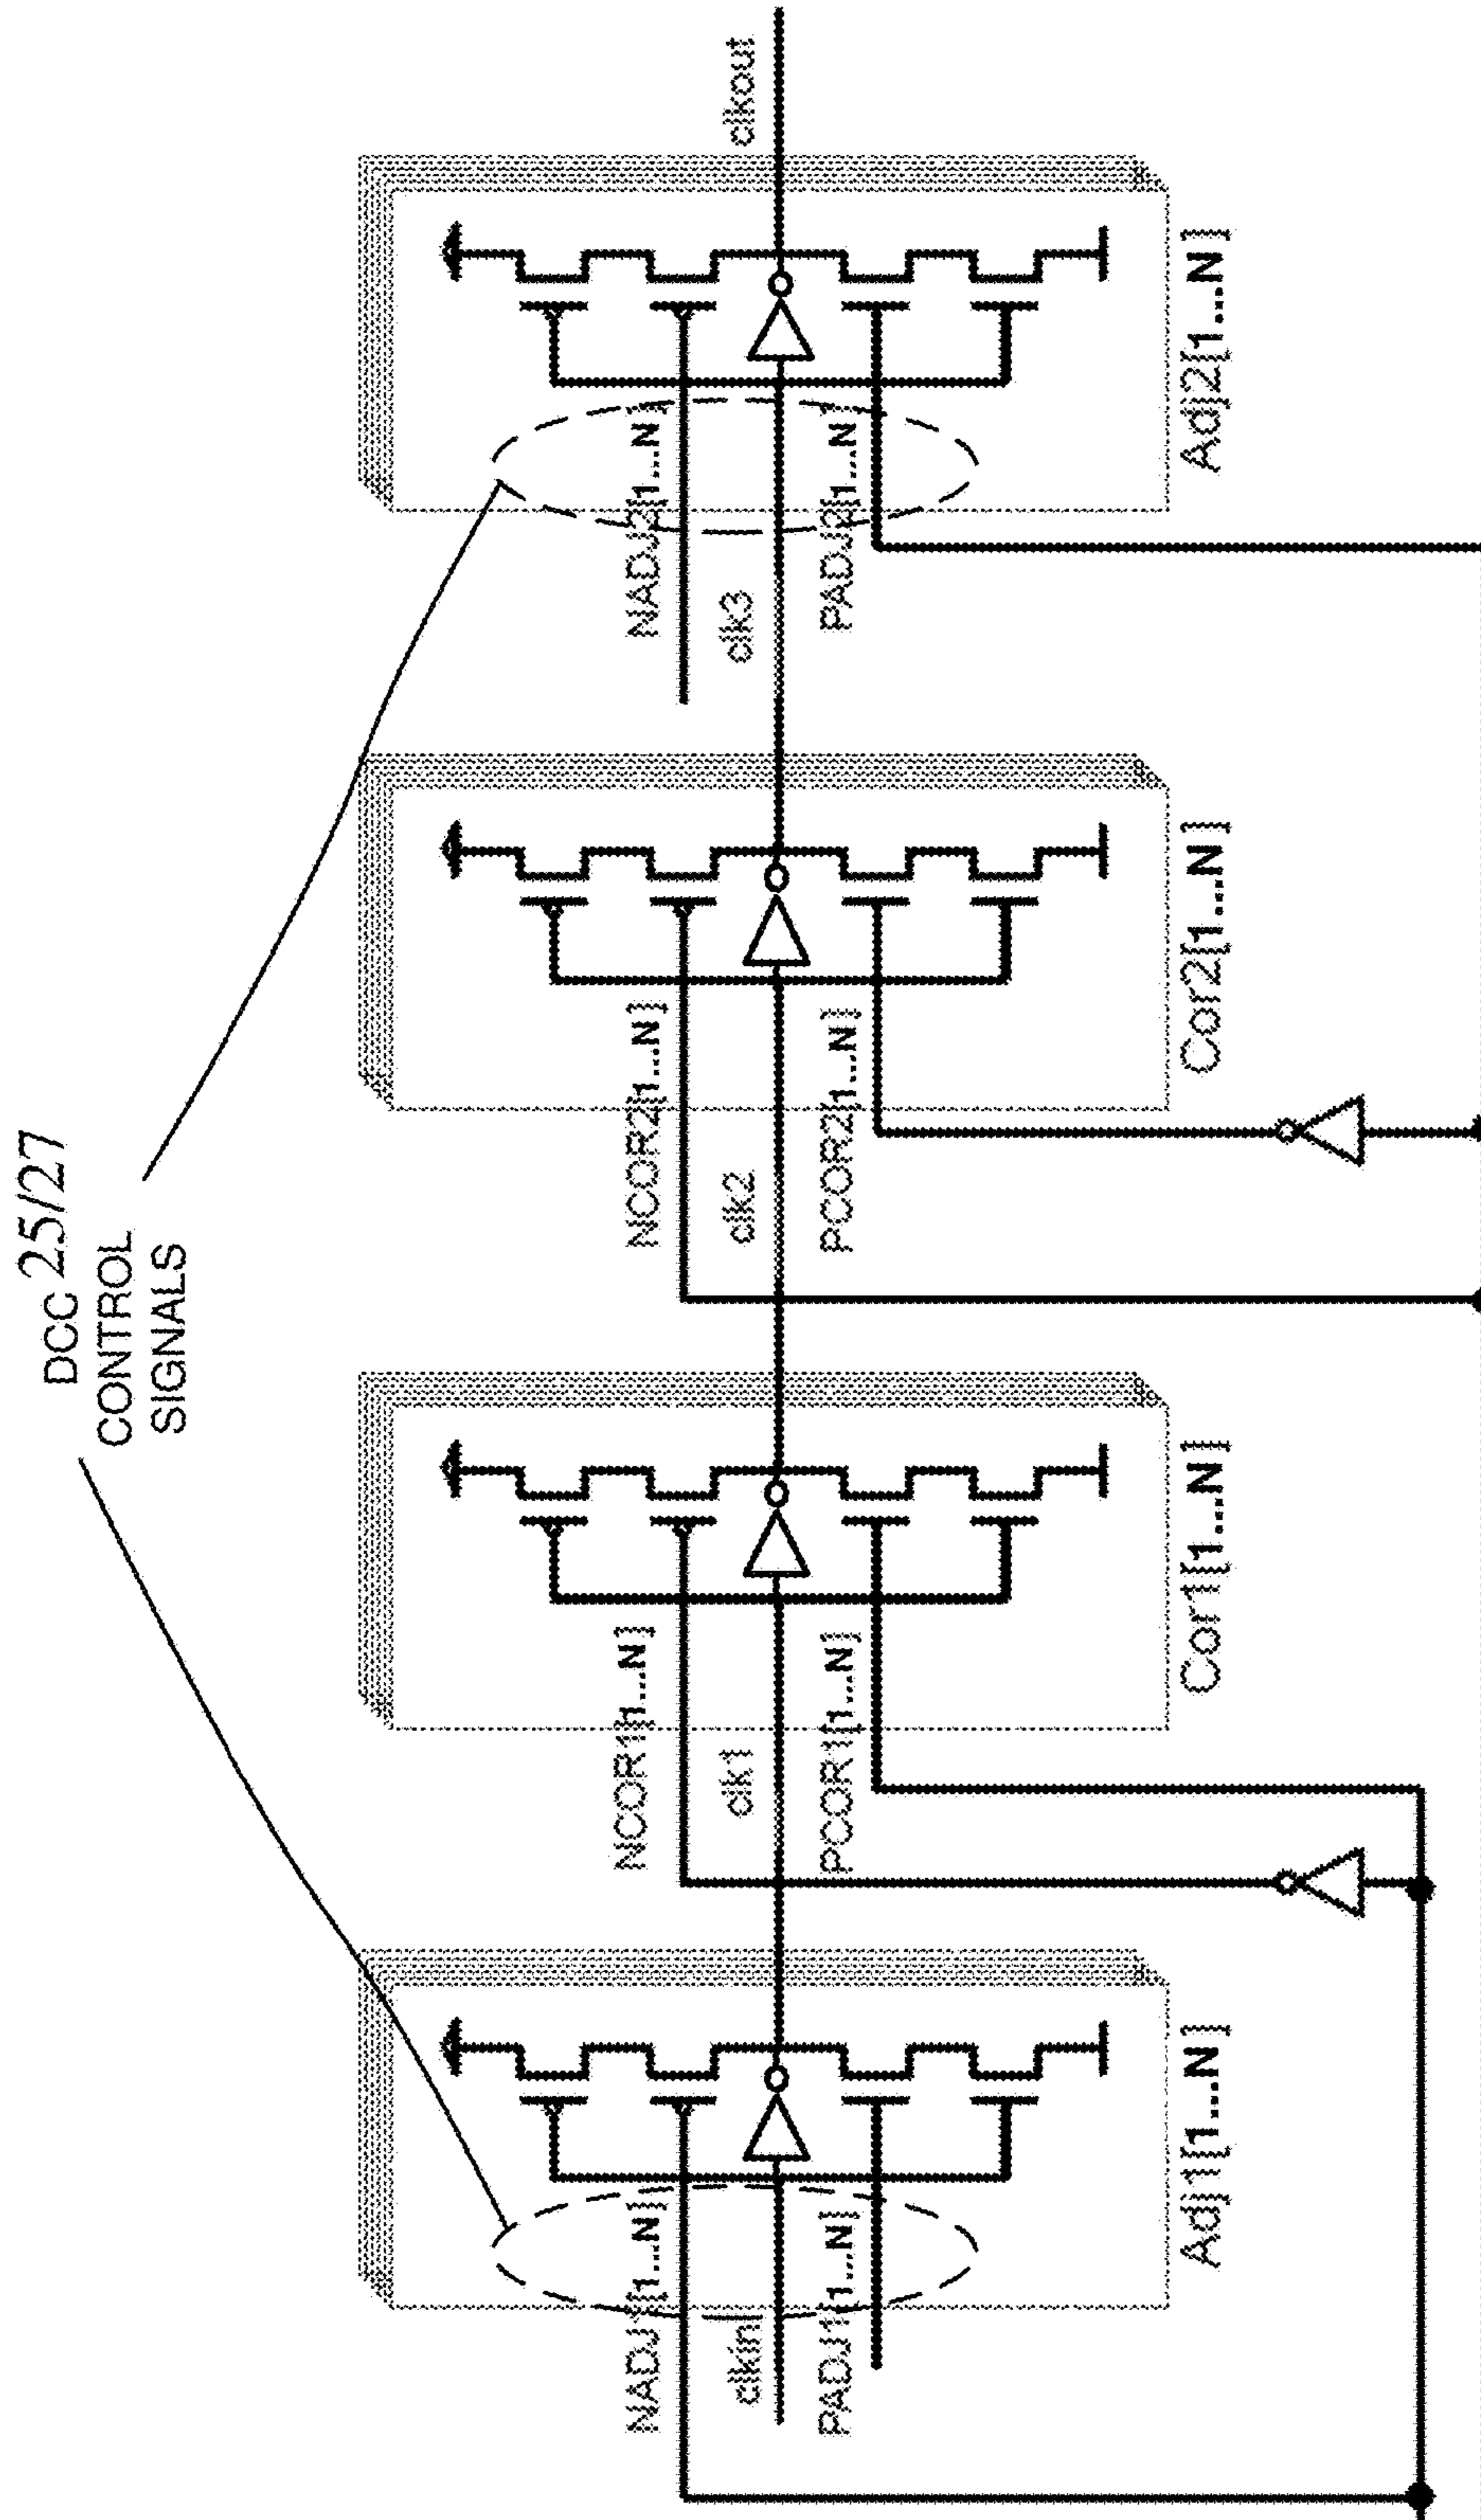 DCC 25/27
CONTROL
SIGNALS
NADJ1[1...N]
clkin
PADJ1[1...N]
Adj1[1...N]
NCOR1[1...N]
clk1
PCOR1[1...N]
Cor1[1...N]
NCOR2[1...N]
clk2
PCOR2[1...N]
Cor2[1...N]
NADJ2[1...N]
clk3
PADJ2[1...N]
Adj2[1...N]
clkout